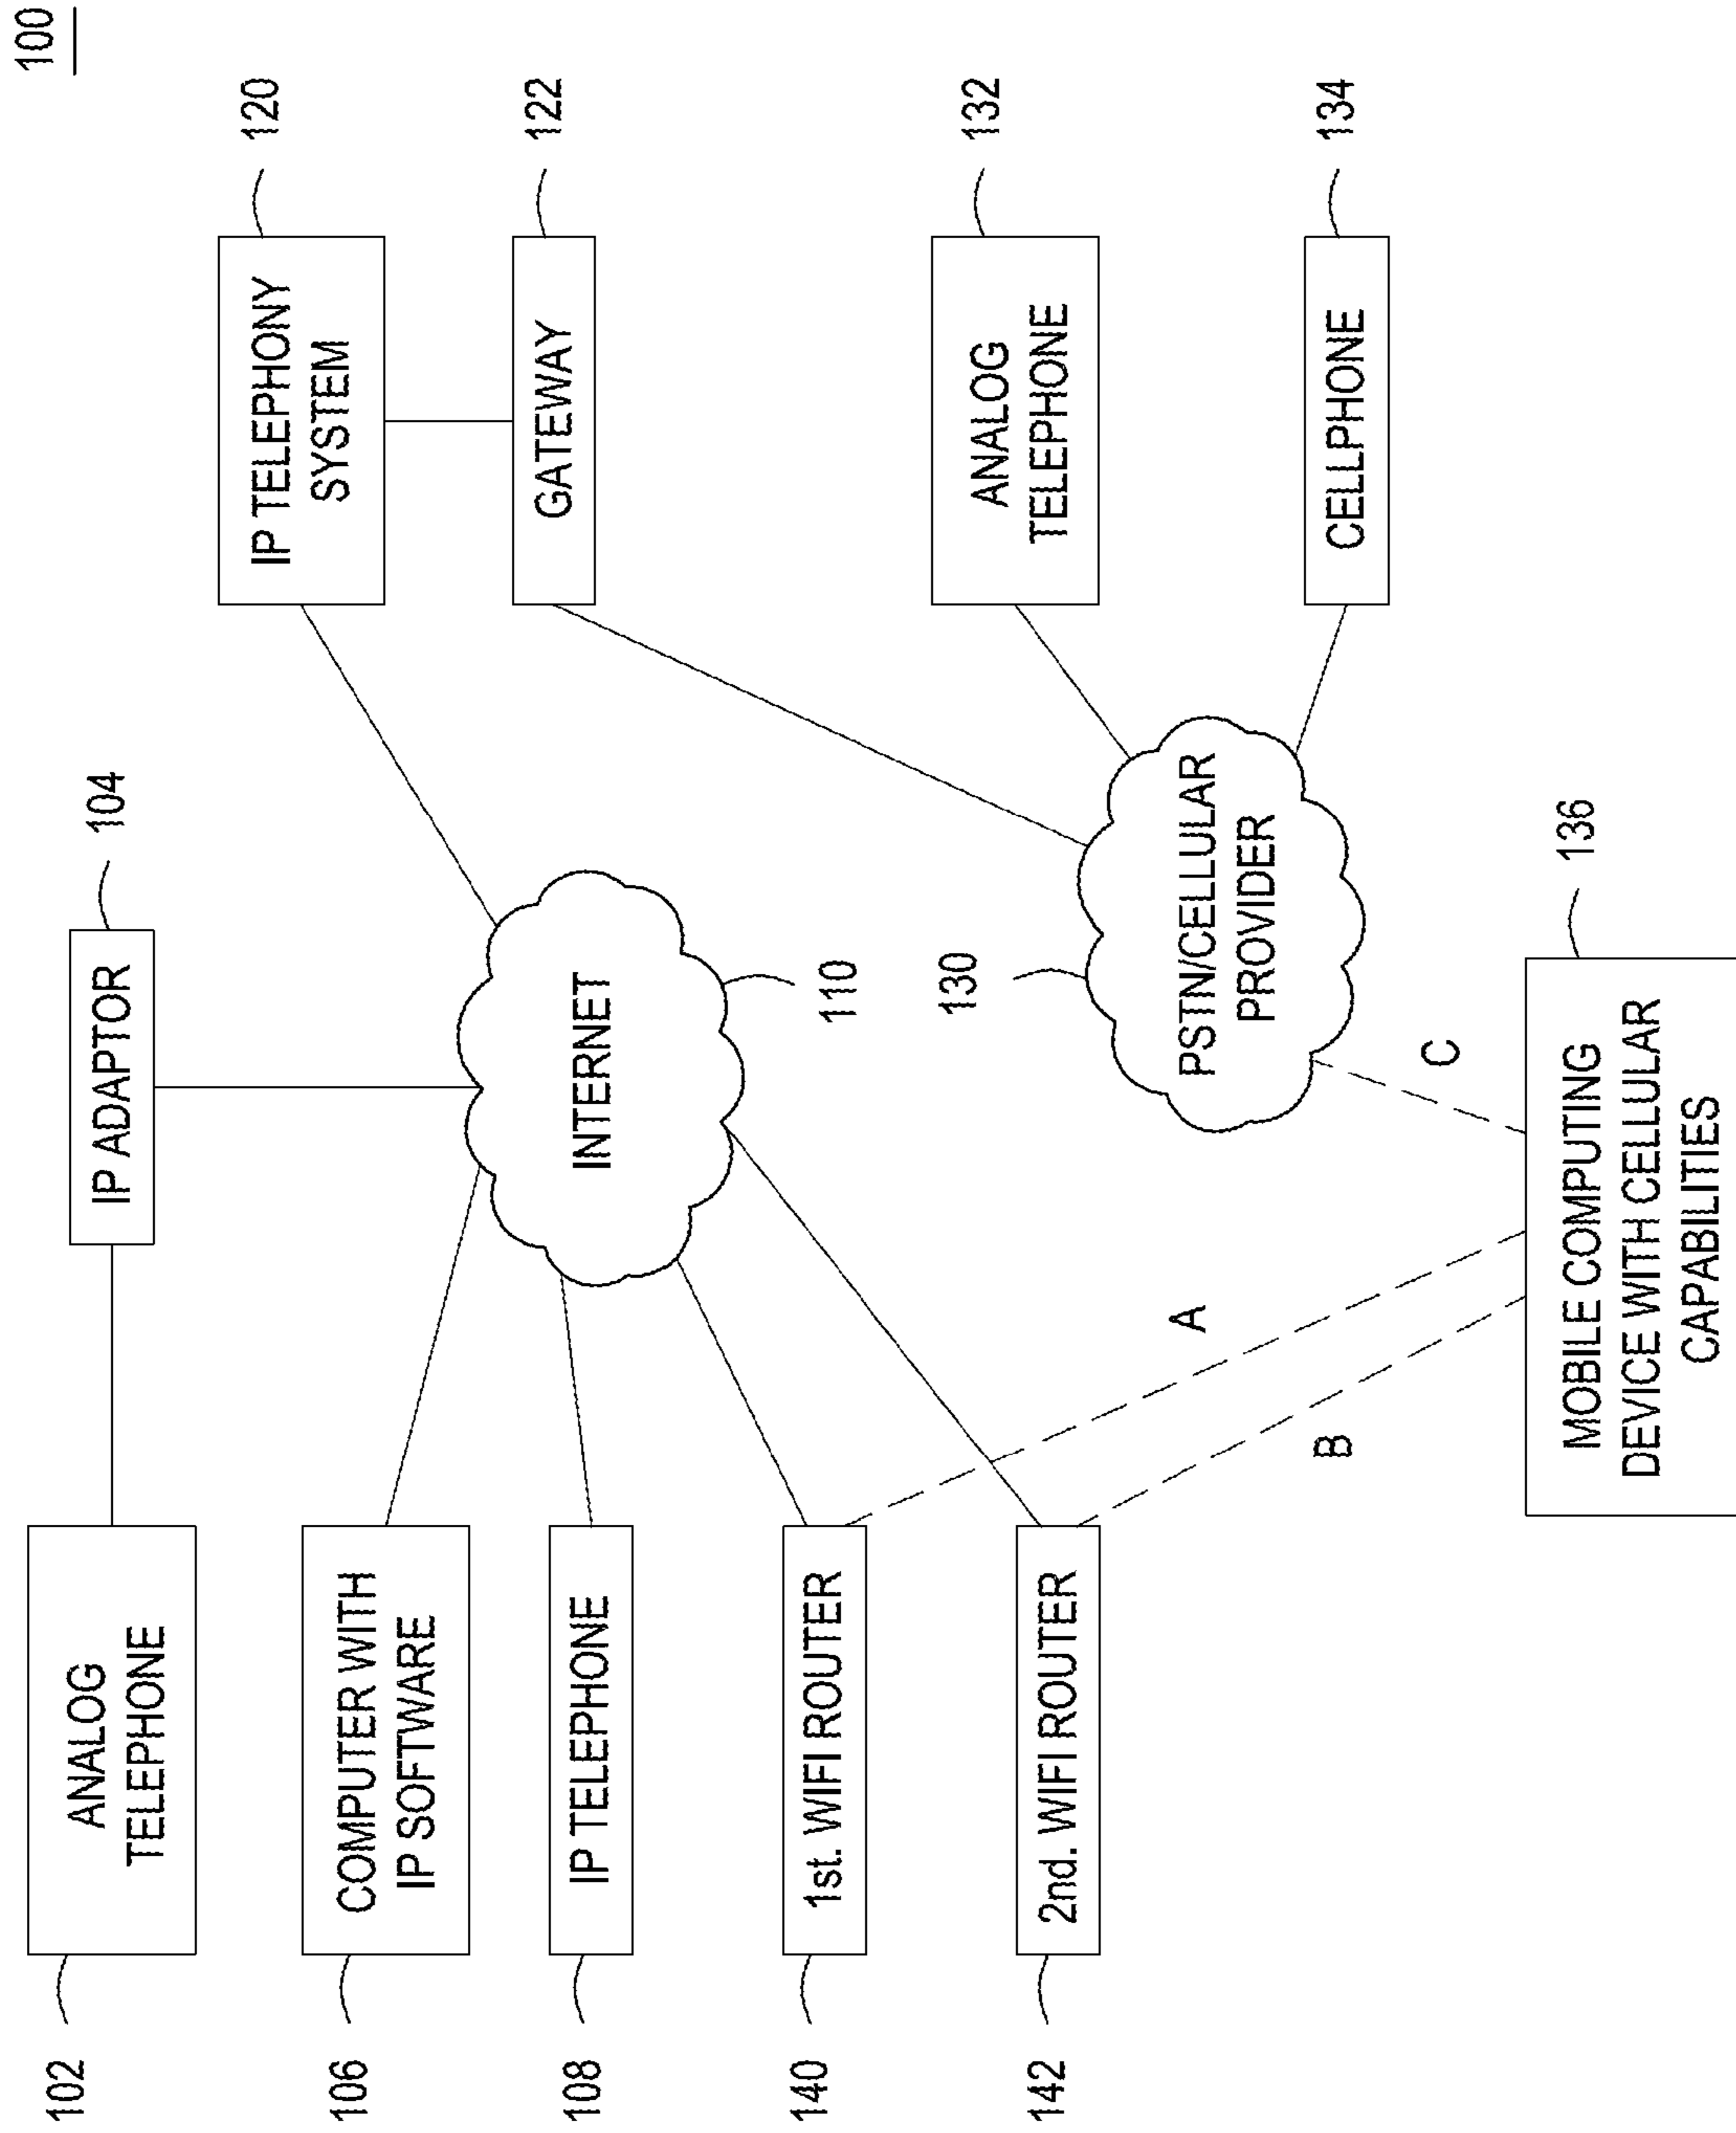 100
102
ANALOG
TELEPHONE
IP ADAPTOR
104
IP TELEPHONY
SYSTEM
120
106
COMPUTER WITH
IP SOFTWARE
INTERNET
110
GATEWAY
122
108
IP TELEPHONE
140
1st. WIFI ROUTER
142
2nd. WIFI ROUTER
130
PSTN/CELLULAR
PROVIDER
ANALOG
TELEPHONE
132
CELLPHONE
134
A
B
C
MOBILE COMPUTING
DEVICE WITH CELLULAR
CAPABILITIES
136